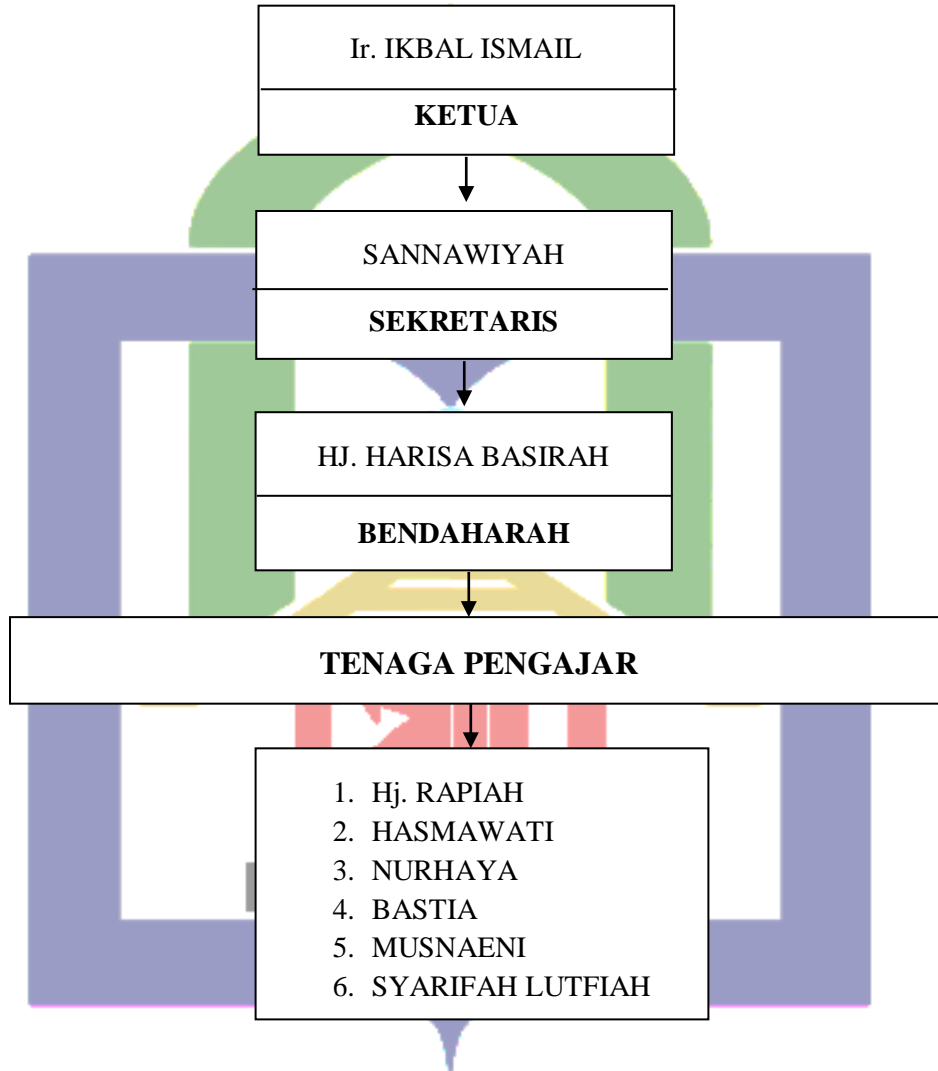 Ir. IKBAL ISMAIL
KETUA
SANNAWIYAH
SEKRETARIS
HJ. HARISA BASIRAH
BENDAHARAH
TENAGA PENGAJAR
1. Hj. RAPIAH
2. HASMAWATI
3. NURHAYA
4. BASTIA
5. MUSNAENI
6. SYARIFAH LUTFIAH